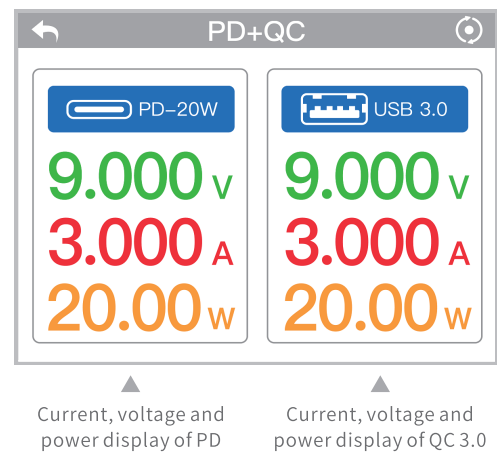 PD+QC
PD-20W
9.000 V
3.000 A
20.00 W
USB 3.0
9.000 V
3.000 A
20.00 W
Current, voltage and
power display of PD
Current, voltage and
power display of QC 3.0